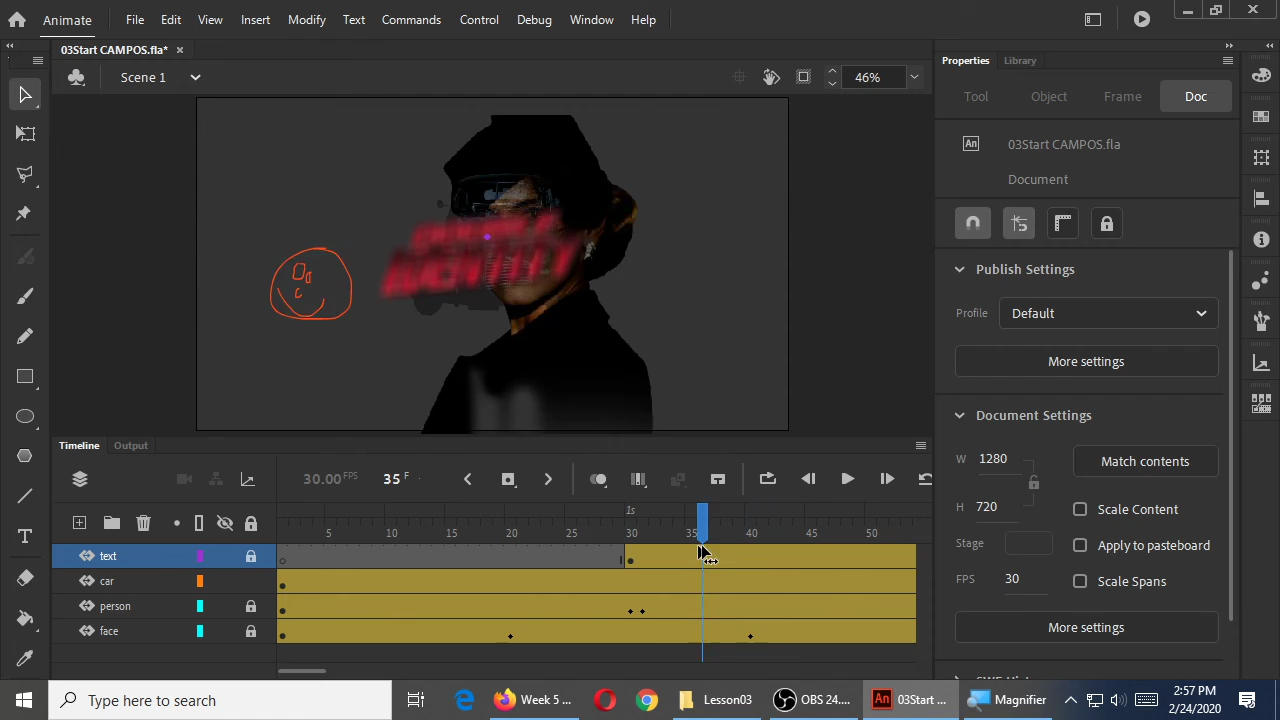 Animate File Edit View Insert Modify Text Commands Control Debug Window Help
03Start CAMPOS.fla* ×
Scene 1 46%
Properties Library
Tool Object Frame Doc
An 03Start CAMPOS.fla
Document
Publish Settings
Profile Default
More settings
Document Settings
W 1280 Match contents
H 720 Scale Content
Stage Apply to pasteboard
FPS 30 Scale Spans
More settings
Timeline Output
30.00 FPS 35 F
1s
5 10 15 20 25 30 35 40 45 50
text
car
person
face
Type here to search
Week 5 ...
Lesson03
OBS 24....
An 03Start ...
Magnifier
2:57 PM
2/24/2020